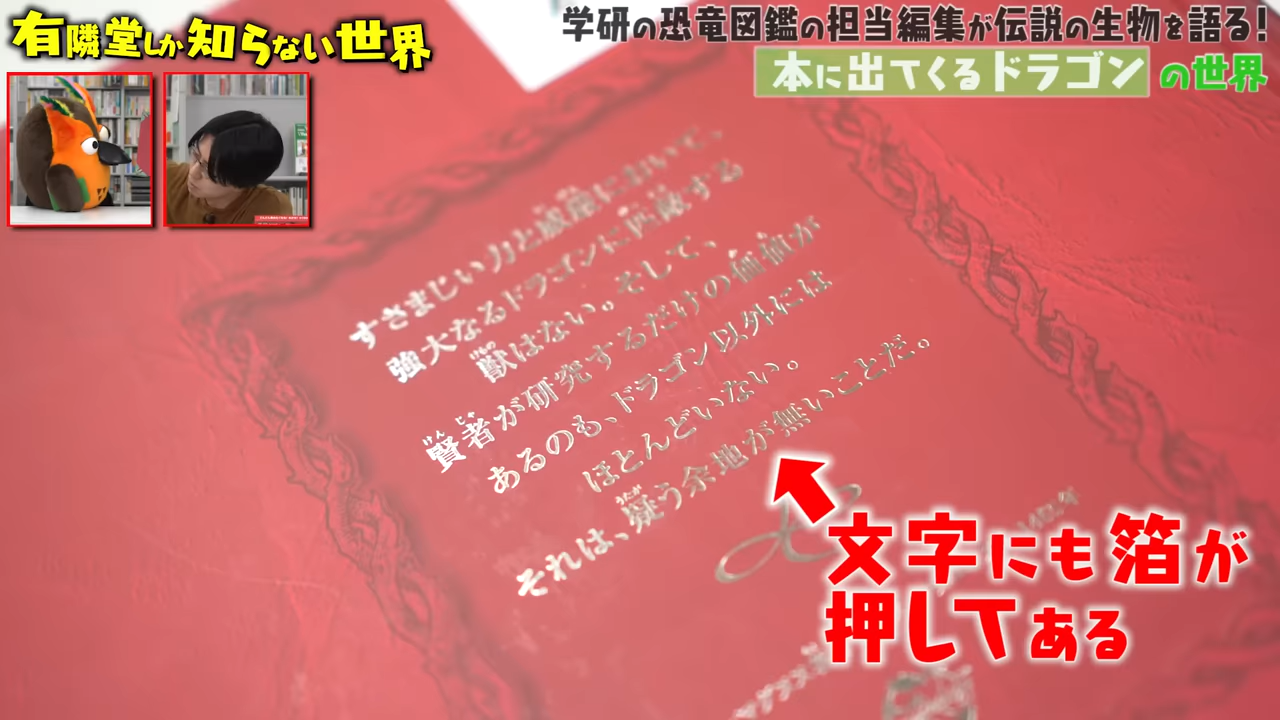 有隣堂しか知らない世界
学研の恐竜図鑑の担当編集が伝説の生物を語る!
本に出てくるドラゴンの世界
すさまじい力と威厳において、
強大なるドラゴンに匹敵する
獣はない。そして、
賢者が研究するだけの価値が
あるのも、ドラゴン以外には
ほとんどいない。
それは、疑う余地が無いことだ。
文字にも箔が
押してある